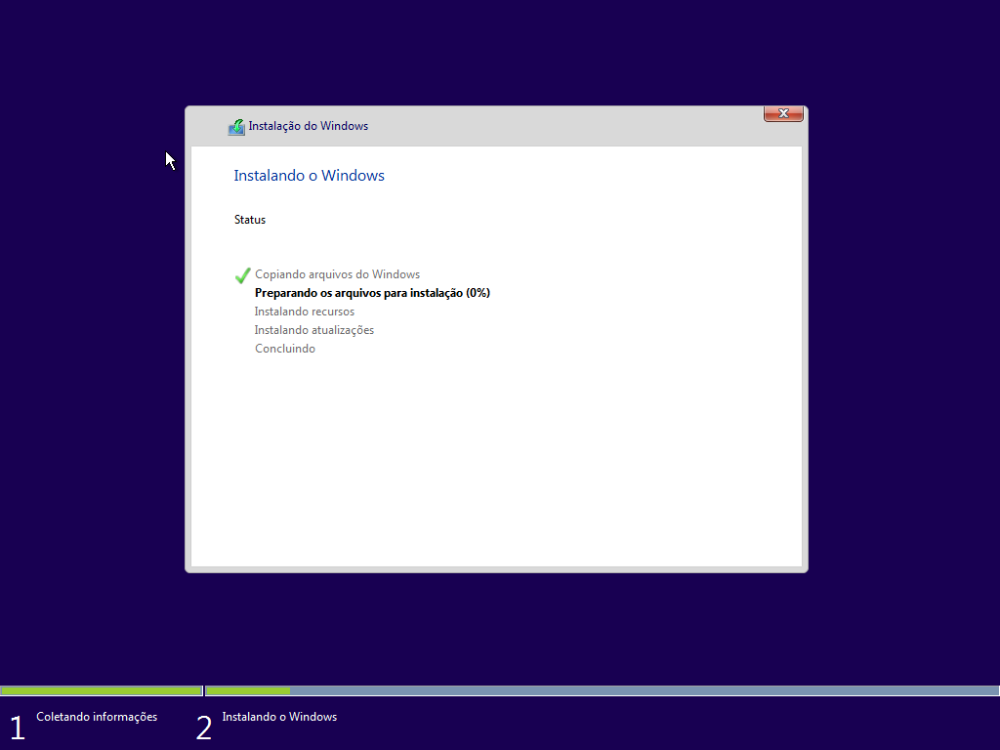 Instalação do Windows
Instalando o Windows
Status
Copiando arquivos do Windows
Preparando os arquivos para instalação (0%)
Instalando recursos
Instalando atualizações
Concluindo
1 Coletando informações
2 Instalando o Windows